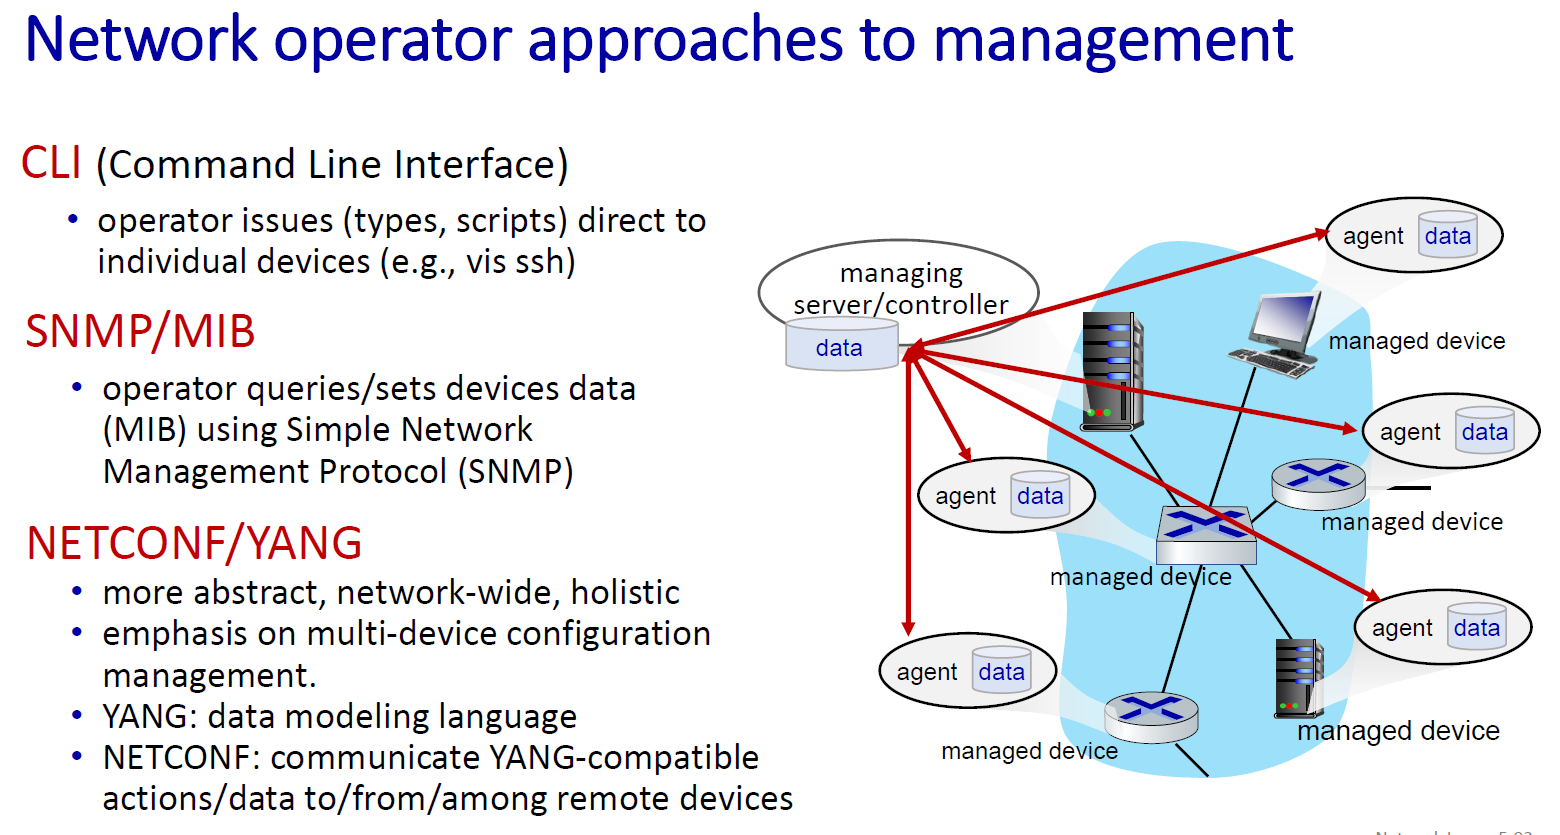 Network operator approaches to management
CLI (Command Line Interface)
• operator issues (types, scripts) direct to
individual devices (e.g., vis ssh)
SNMP/MIB
• operator queries/sets devices data
(MIB) using Simple Network
Management Protocol (SNMP)
NETCONF/YANG
• more abstract, network-wide, holistic
• emphasis on multi-device configuration
management.
• YANG: data modeling language
• NETCONF: communicate YANG-compatible
actions/data to/from/among remote devices
managing
server/controller
data
agent data
managed device
agent data
managed device
agent data
managed device
agent data
managed device
agent data
managed device